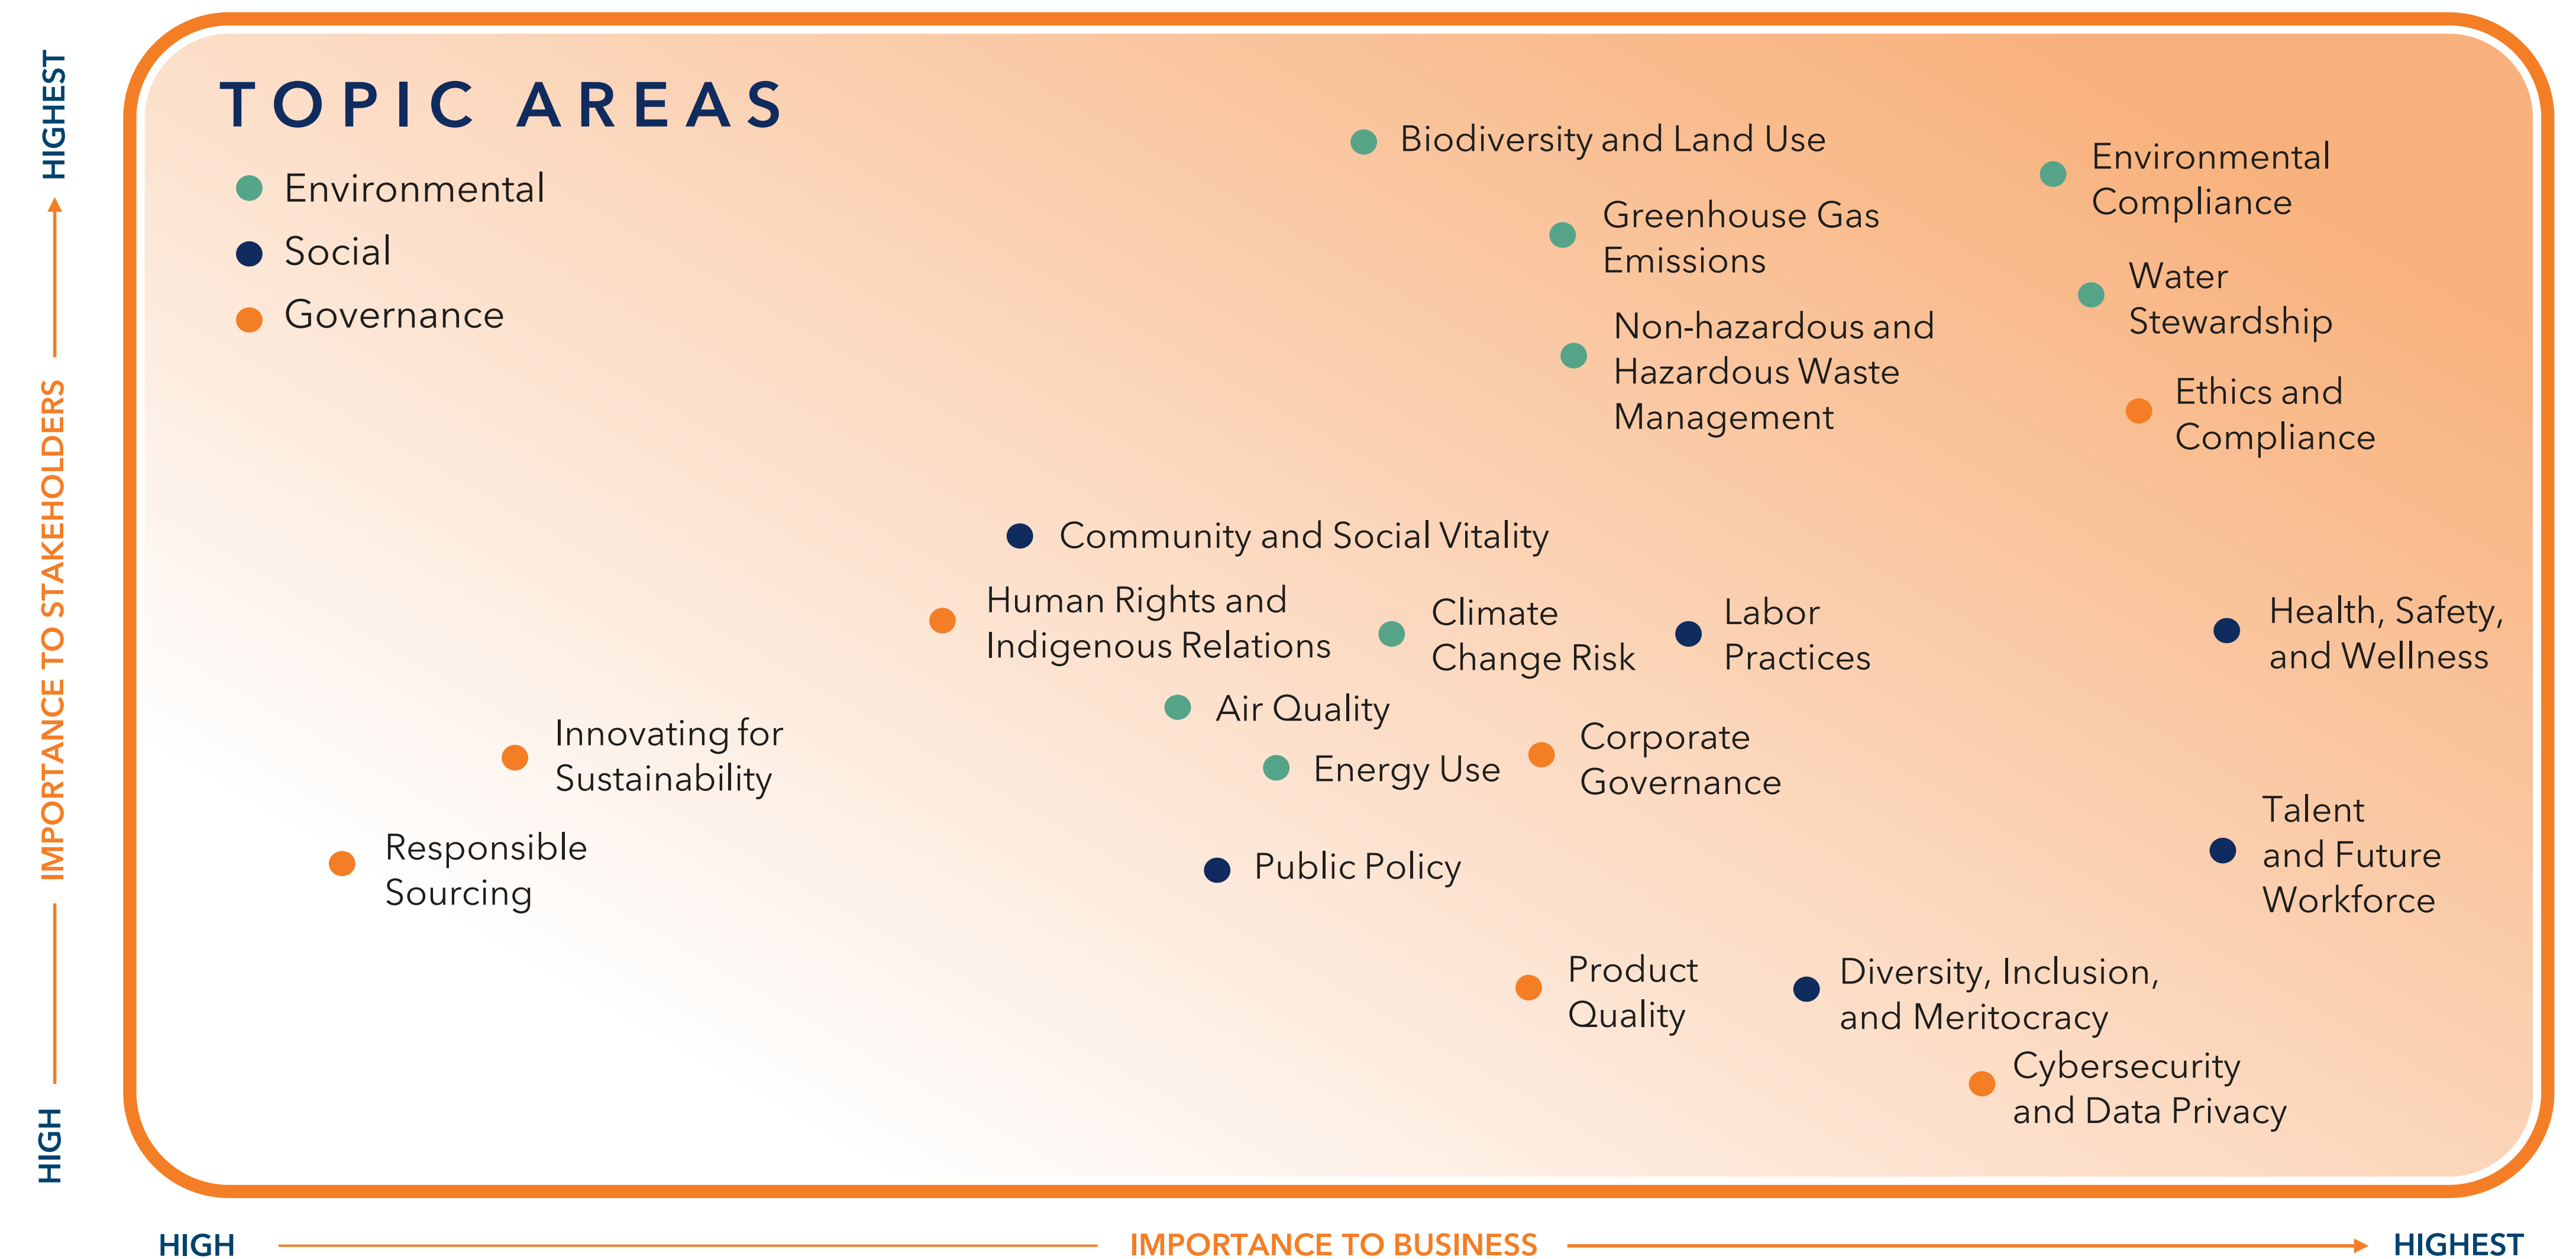 TOPIC AREAS
Environmental
Social
Governance
HIGHEST
IMPORTANCE TO STAKEHOLDERS
HIGH
Biodiversity and Land Use
Environmental
Compliance
Greenhouse Gas
Emissions
Water
Stewardship
Non-hazardous and
Hazardous Waste
Management
Ethics and
Compliance
Community and Social Vitality
Human Rights and
Indigenous Relations
Climate
Change Risk
Labor
Practices
Health, Safety,
and Wellness
Air Quality
Innovating for
Sustainability
Energy Use
Corporate
Governance
Responsible
Sourcing
Public Policy
Talent
and Future
Workforce
Product
Quality
Diversity, Inclusion,
and Meritocracy
Cybersecurity
and Data Privacy
HIGH
IMPORTANCE TO BUSINESS
HIGHEST